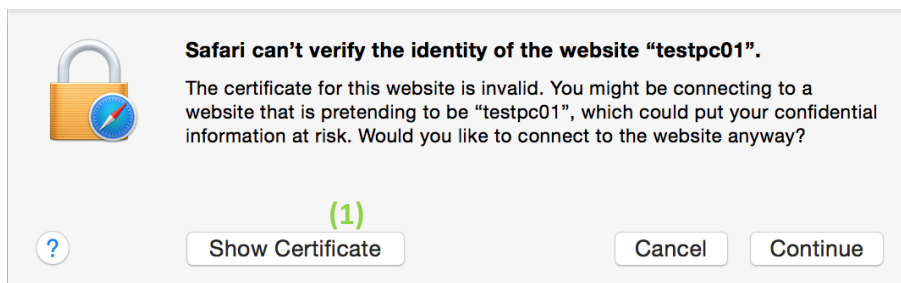 Safari can’t verify the identity of the website “testpc01”.
The certificate for this website is invalid. You might be connecting to a
website that is pretending to be “testpc01”, which could put your confidential
information at risk. Would you like to connect to the website anyway?
(1)
? Show Certificate Cancel Continue